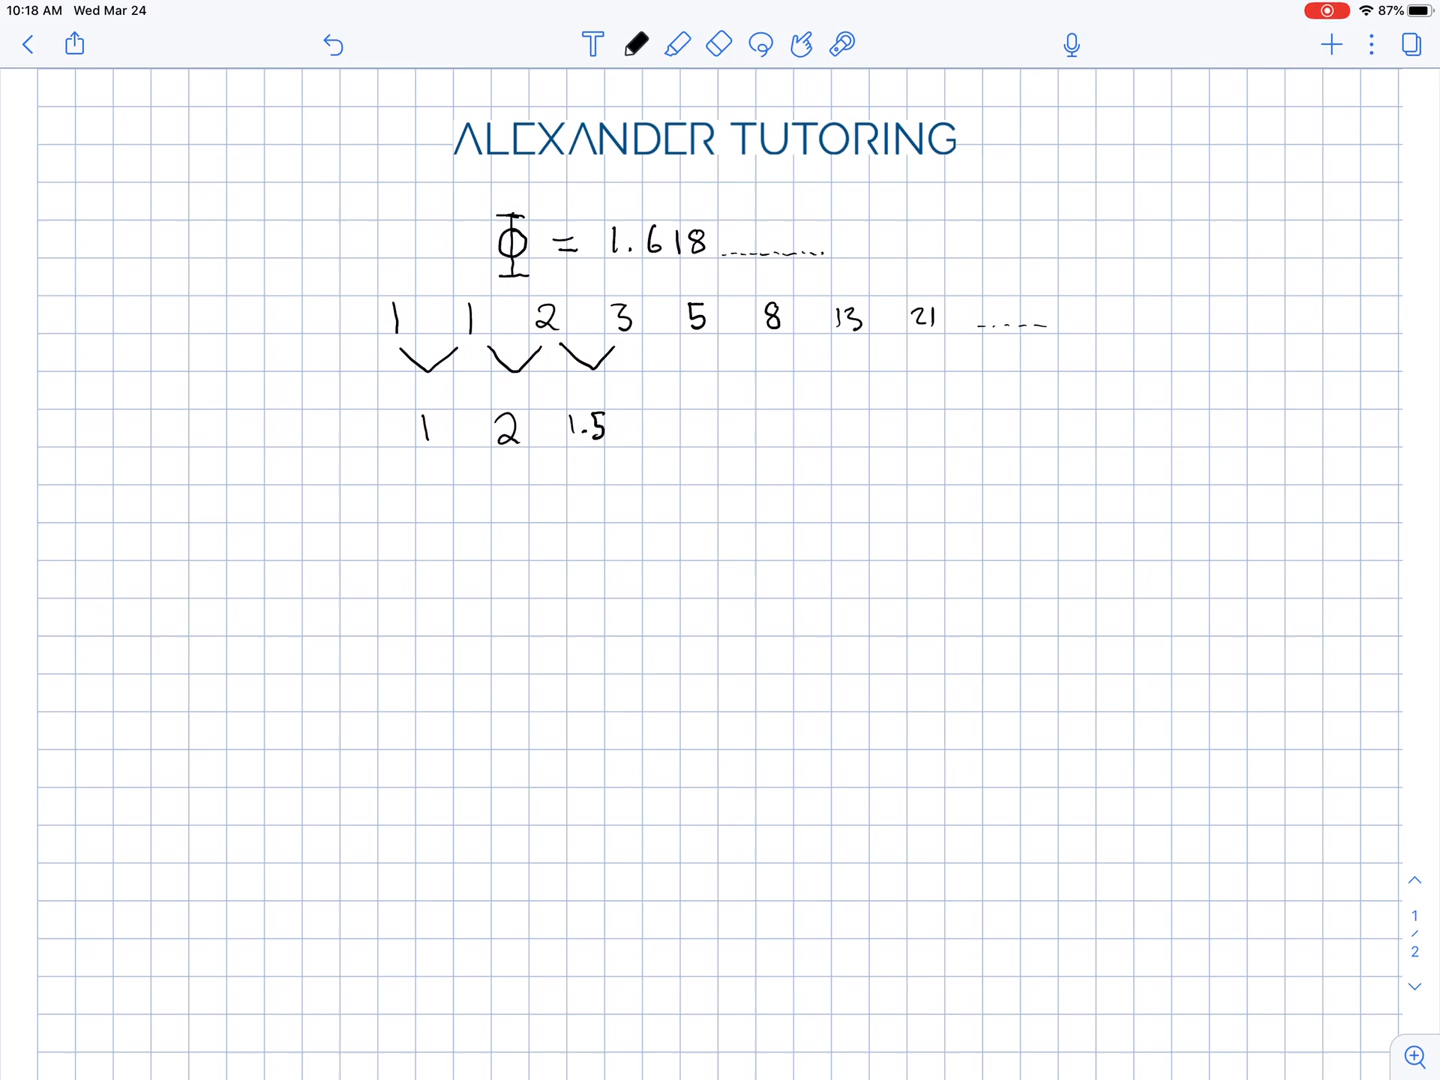 10:18 AM Wed Mar 24
87%
T
ALEXANDER TUTORING
Φ = 1.618 ..........
1 1 2 3 5 8 13 21 ......
1 2 1.5
1
/
2